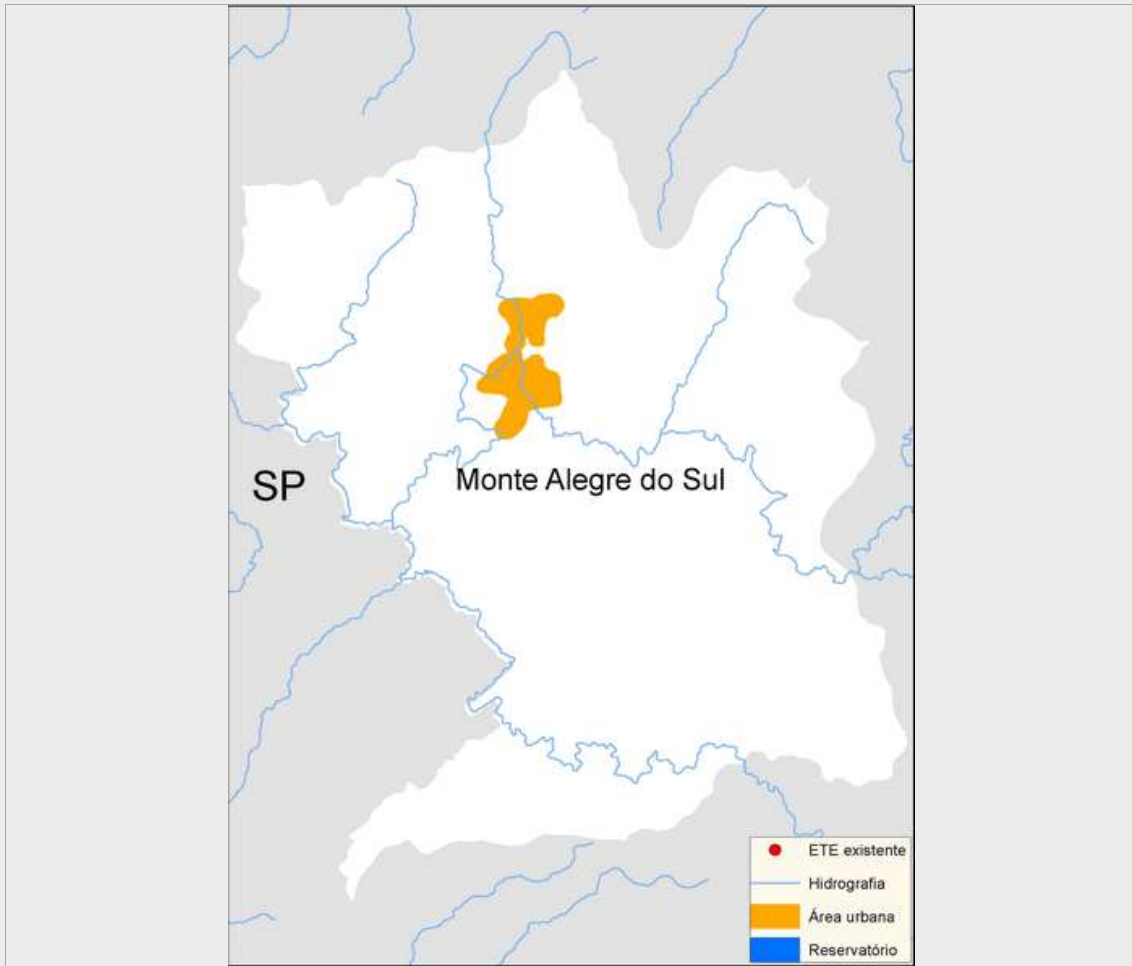 SP
Monte Alegre do Sul
ETE existente
Hidrografia
Área urbana
Reservatório